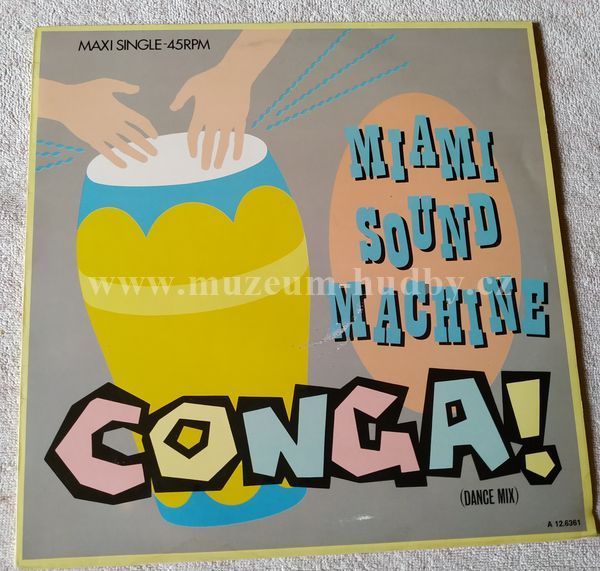 MAXI SINGLE-45RPM
MIAMI
SOUND
MACHINE
www.muzeum-hudby.cz
CONGA!
(DANCE MIX)
A 12.6361